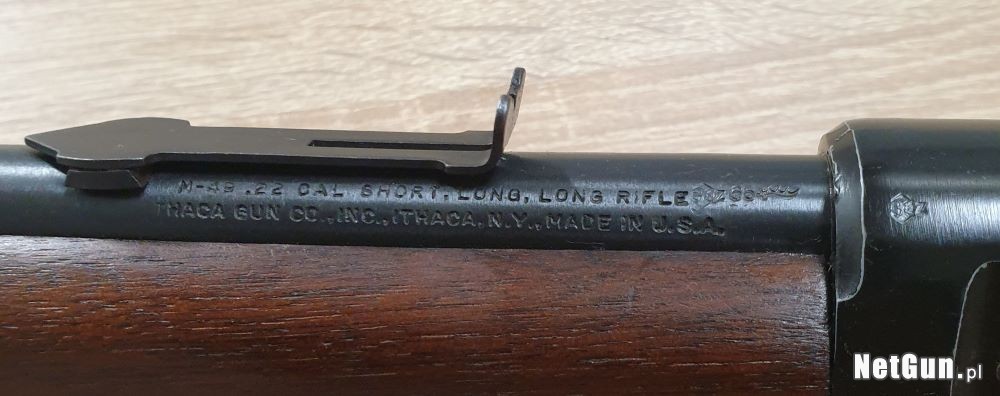 M-49 .22 CAL SHORT, LONG, LONG RIFLE
ITHACA GUN CO., INC., ITHACA, N.Y., MADE IN U.S.A.
NetGun.pl